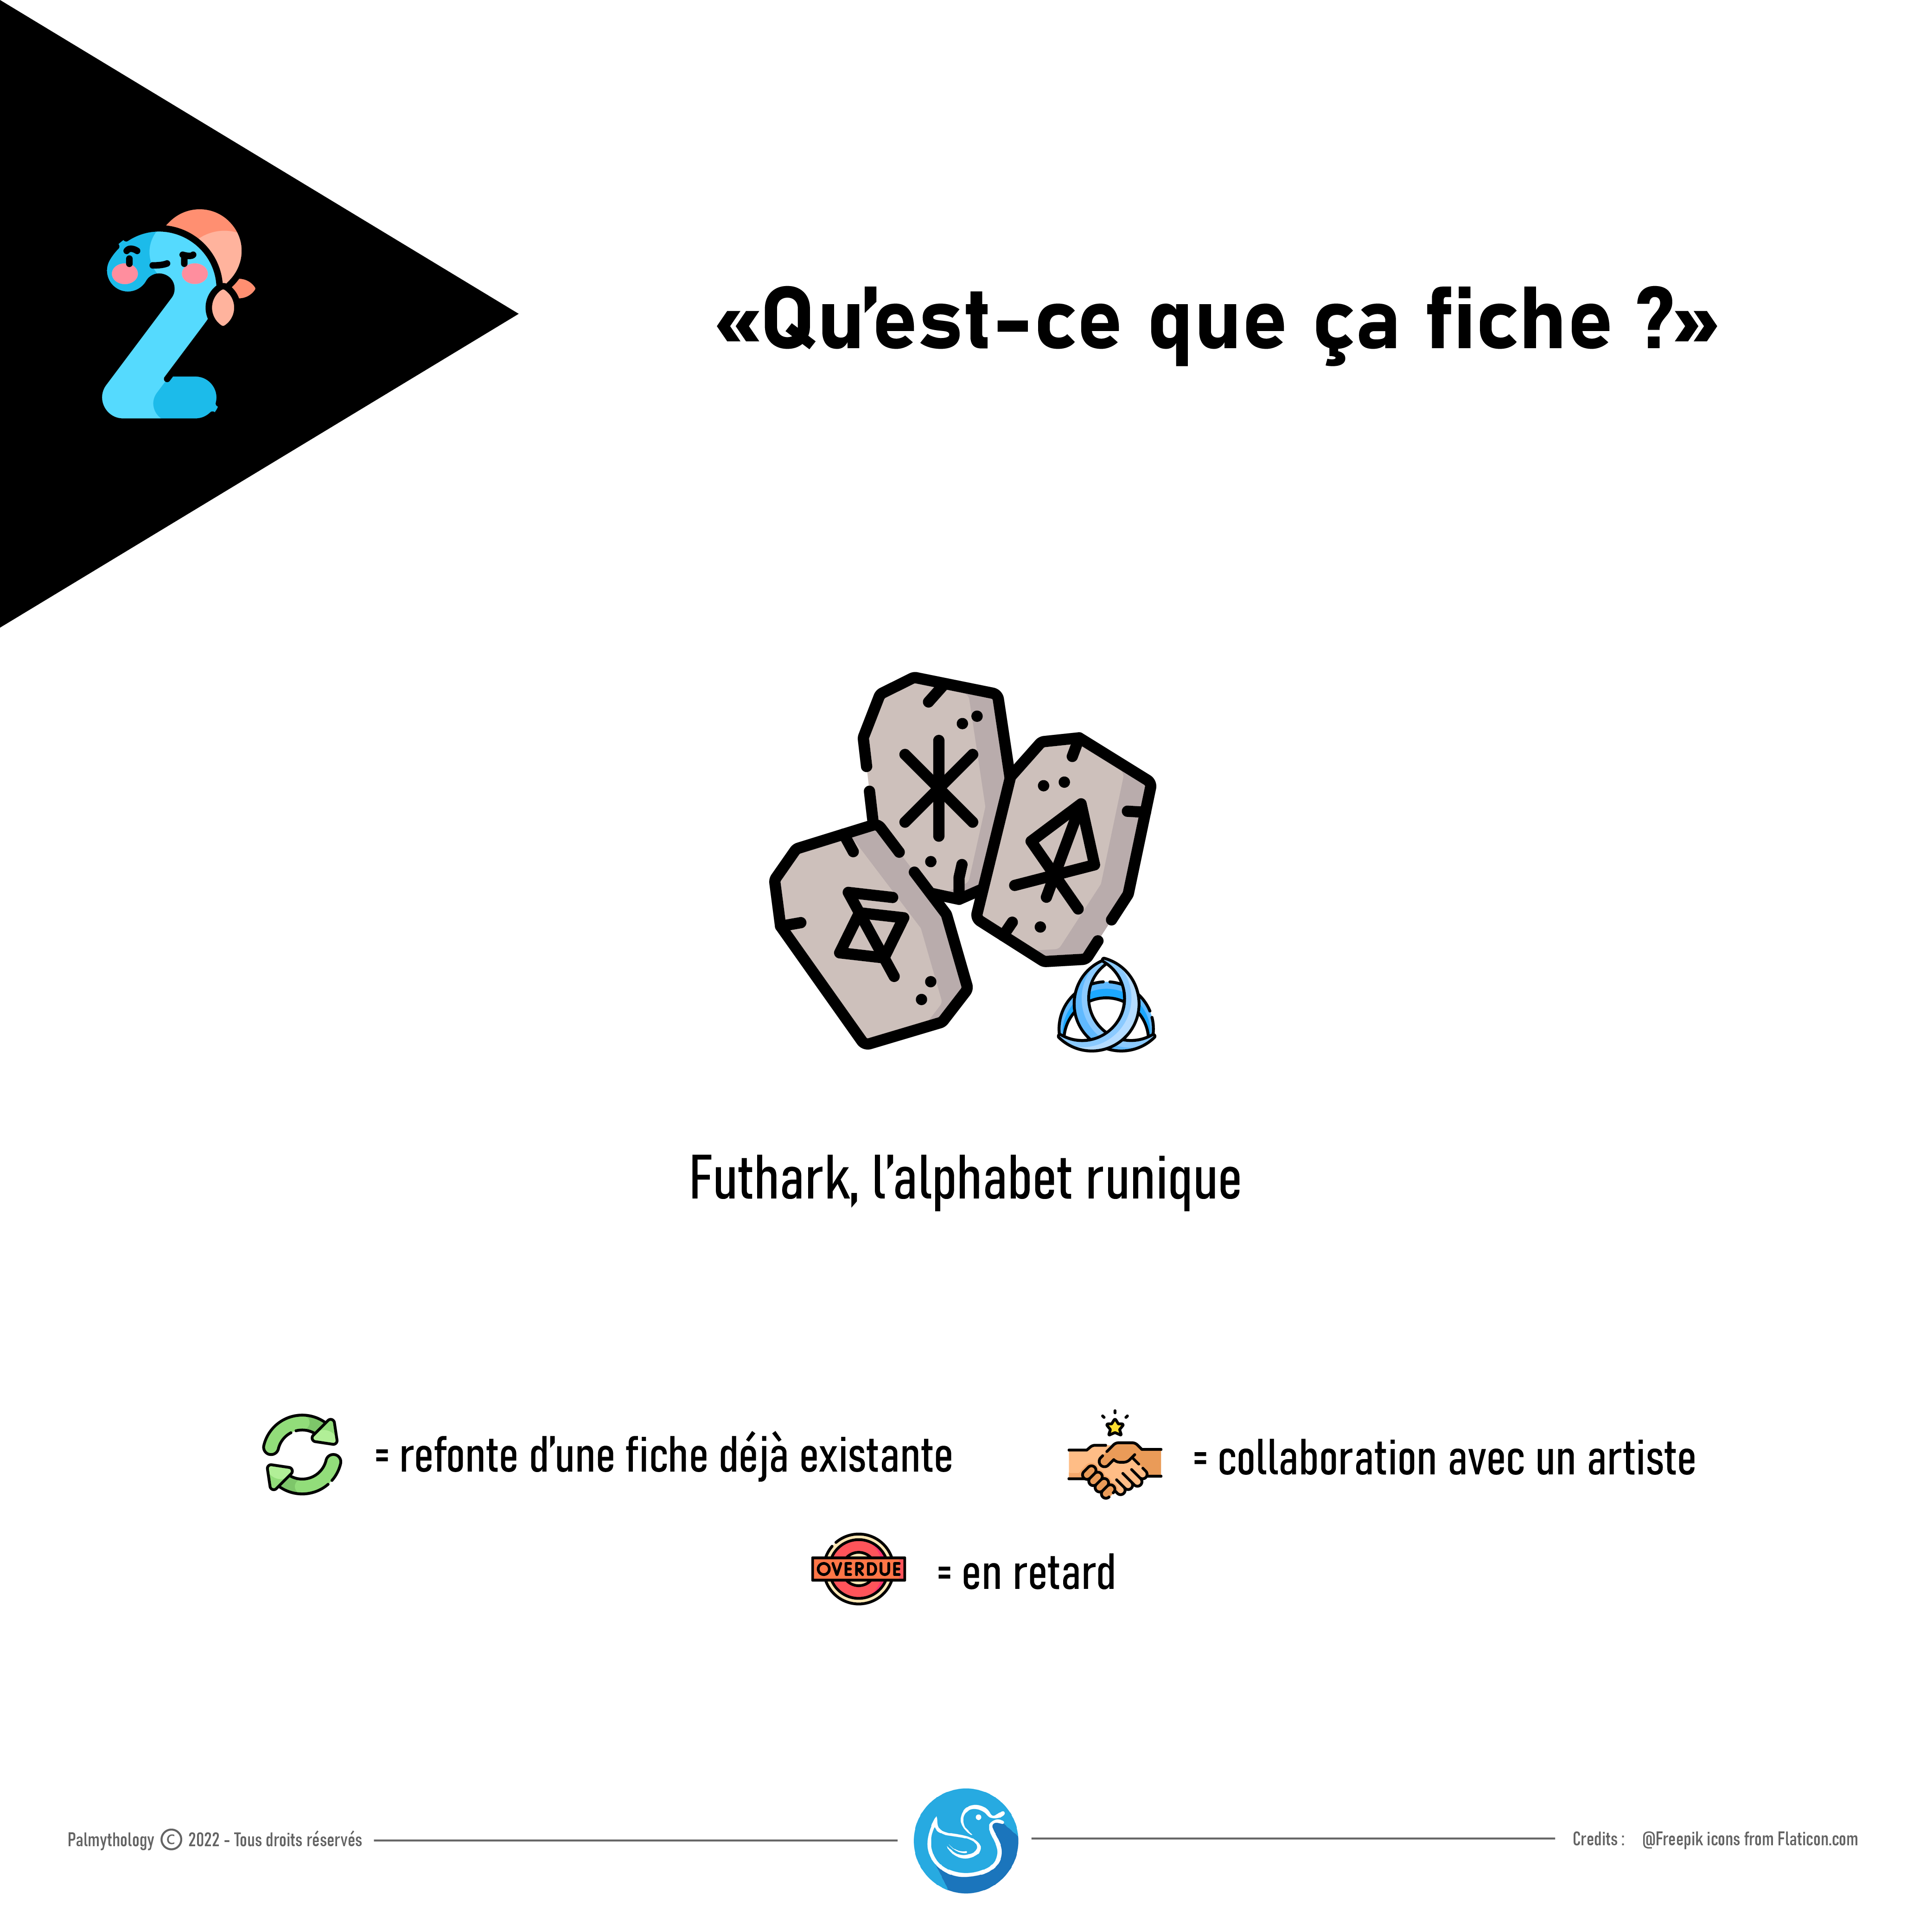 2
«Qu'est-ce que ça fiche ?»
Futhark, l'alphabet runique
= refonte d'une fiche déjà existante
= collaboration avec un artiste
OVERDUE
= en retard
Palmythology © 2022 - Tous droits réservés
Credits : @Freepik icons from Flaticon.com